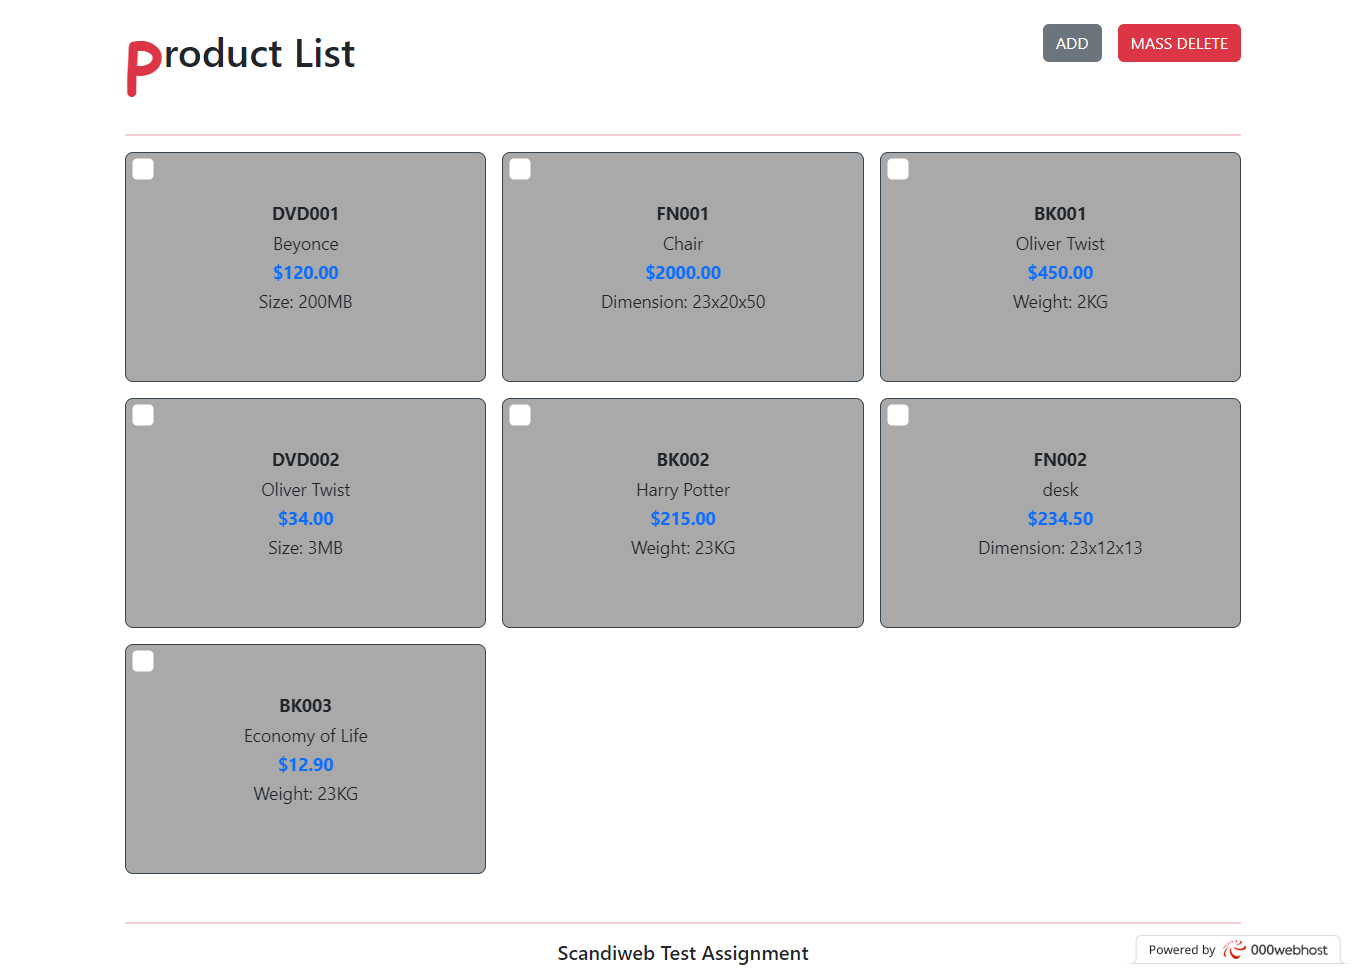 Product List
ADD
MASS DELETE
DVD001
Beyonce
$120.00
Size: 200MB
FN001
Chair
$2000.00
Dimension: 23x20x50
BK001
Oliver Twist
$450.00
Weight: 2KG
DVD002
Oliver Twist
$34.00
Size: 3MB
BK002
Harry Potter
$215.00
Weight: 23KG
FN002
desk
$234.50
Dimension: 23x12x13
BK003
Economy of Life
$12.90
Weight: 23KG
Scandiweb Test Assignment
Powered by 000webhost